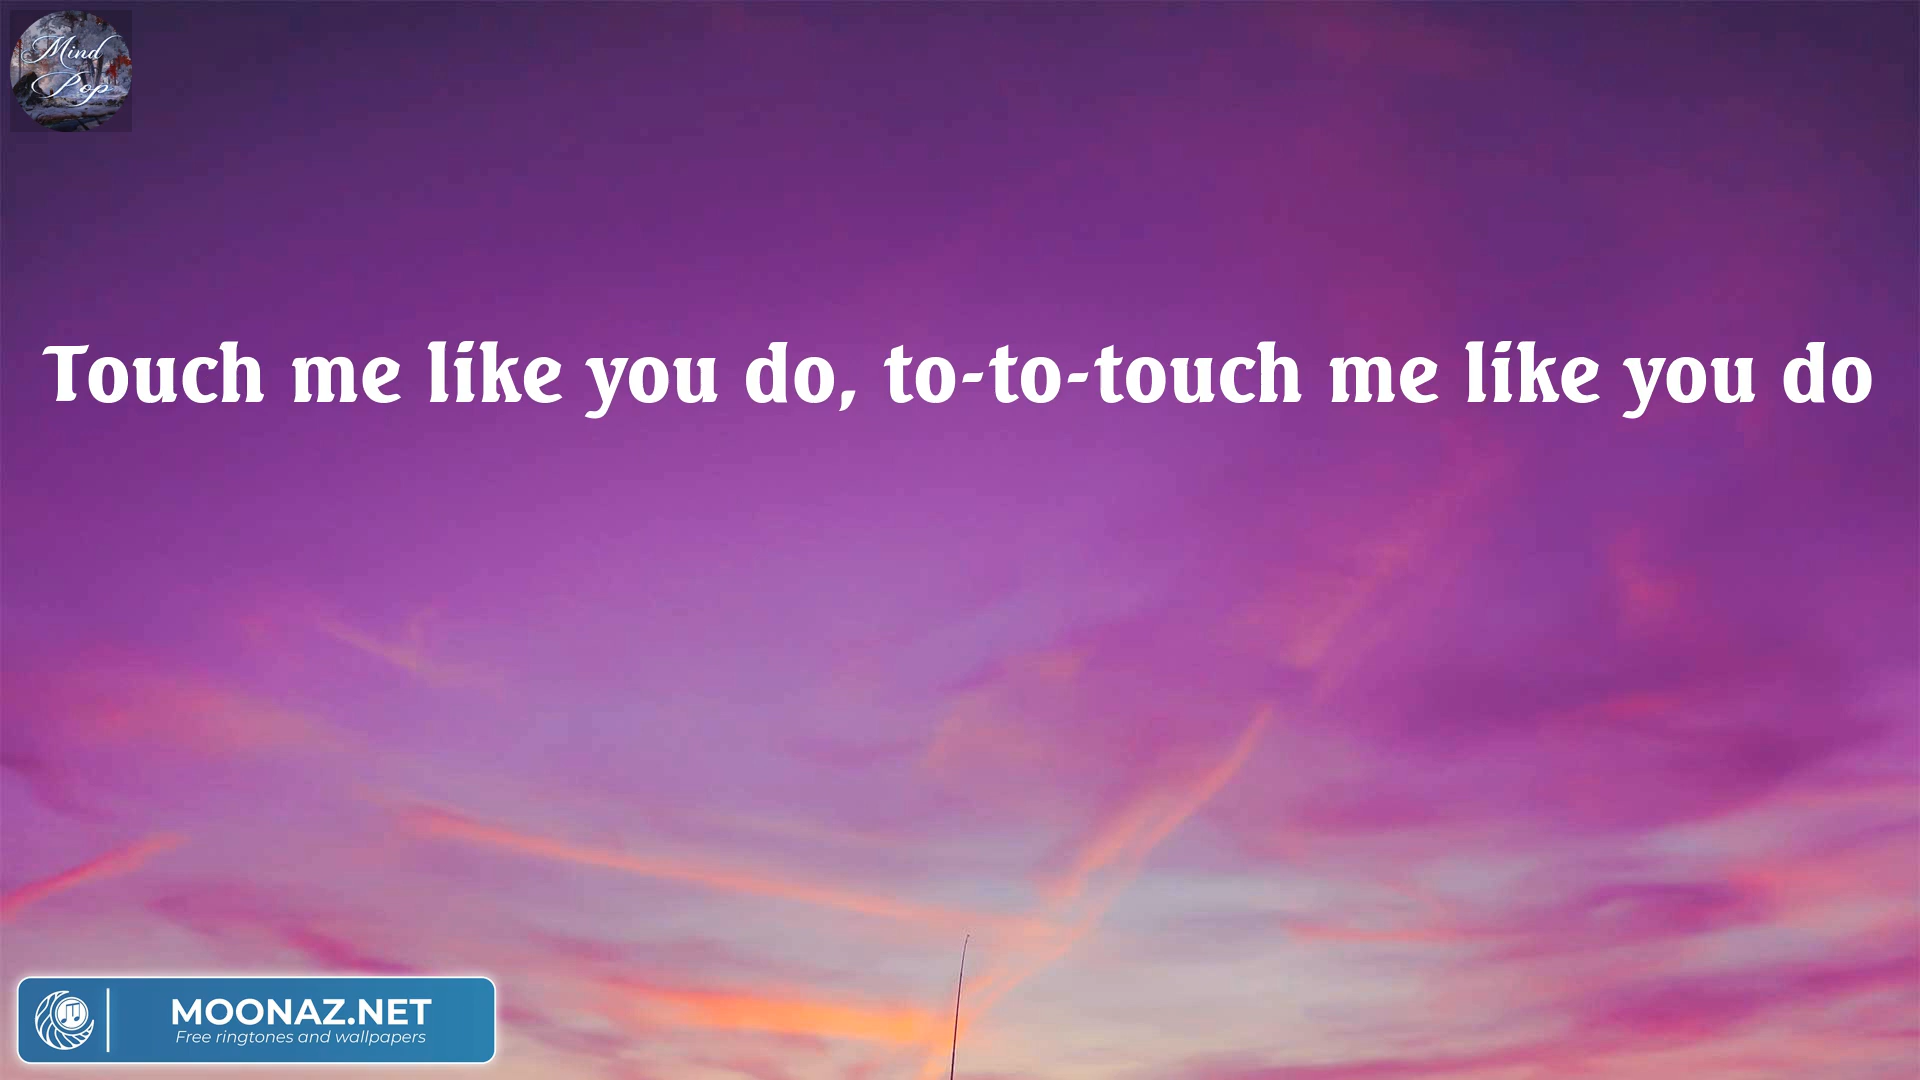 Mind
Pop
Touch me like you do, to-to-touch me like you do
MOONAZ.NET
Free ringtones and wallpapers